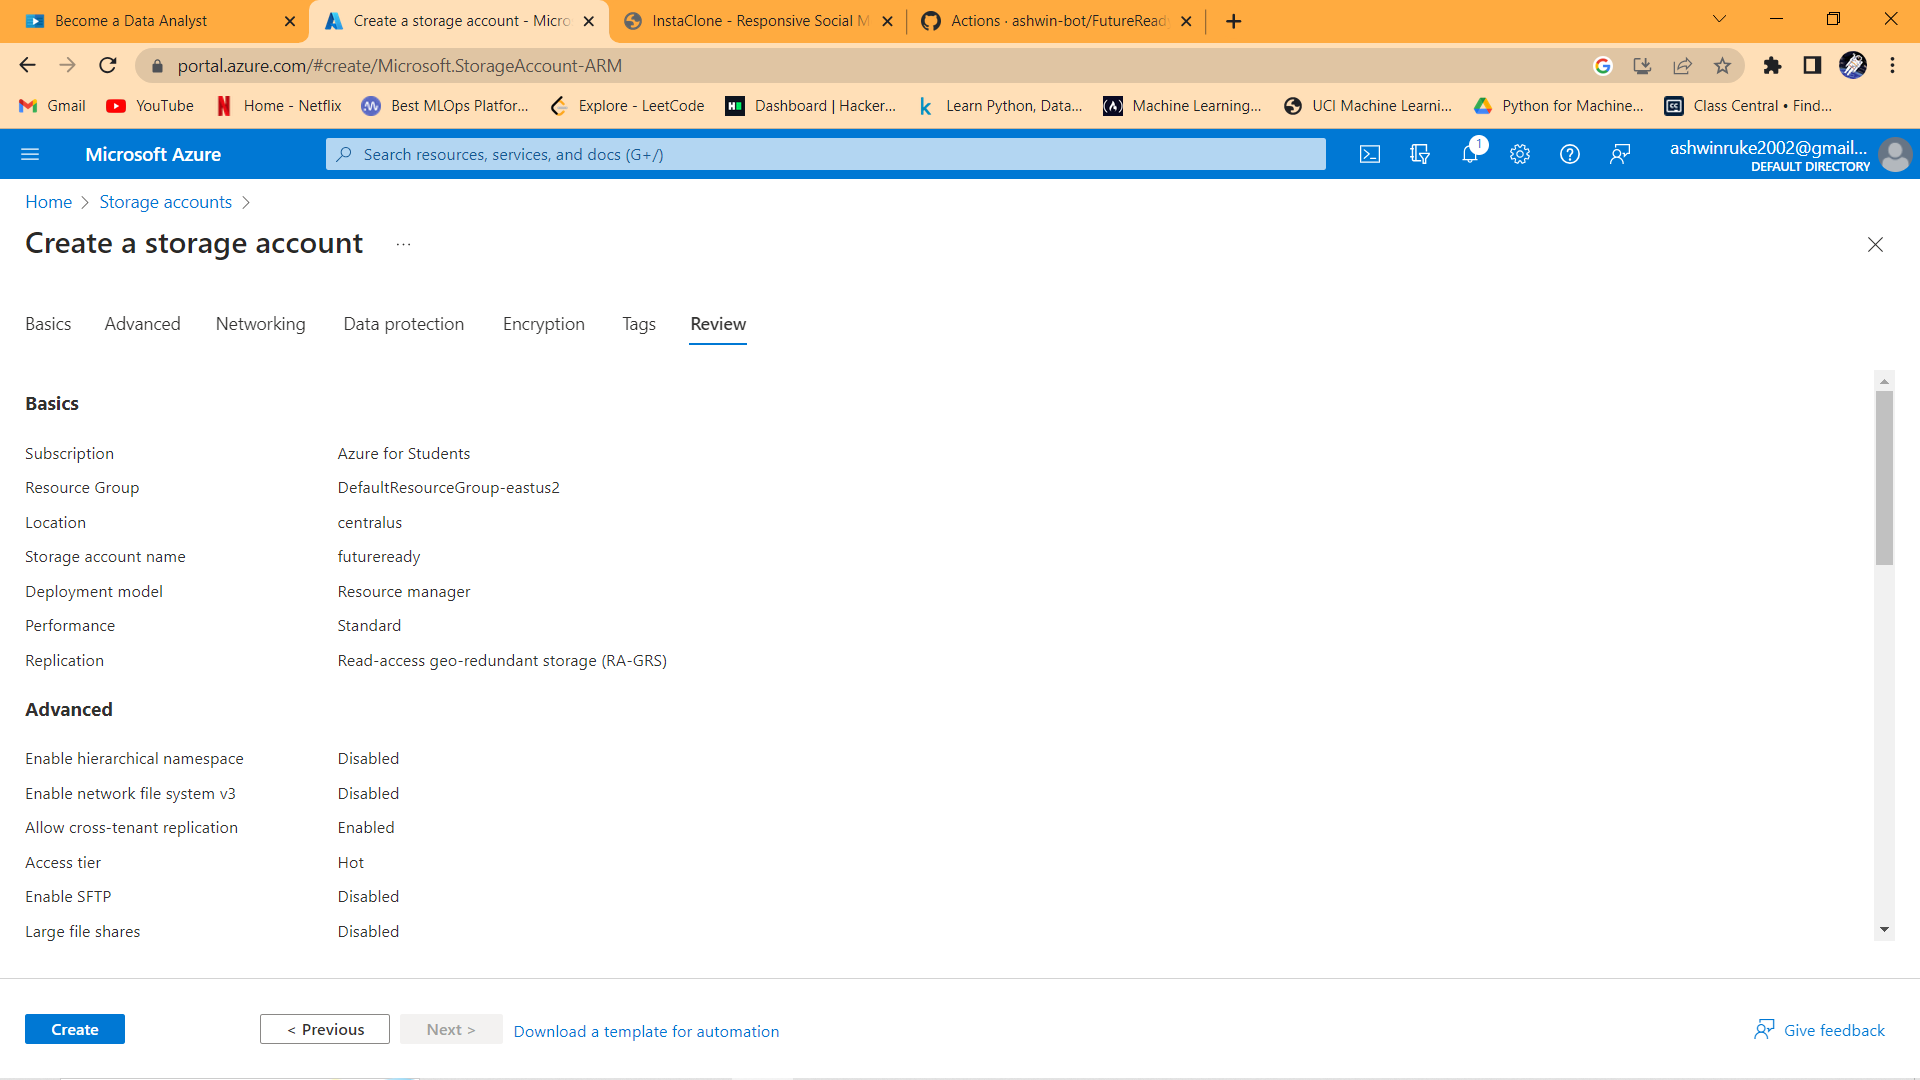 Become a Data Analyst
Create a storage account - Micro
InstaClone - Responsive Social M
Actions · ashwin-bot/FutureReady
portal.azure.com/#create/Microsoft.StorageAccount-ARM
Gmail
YouTube
Home - Netflix
Best MLOps Platfor...
Explore - LeetCode
Dashboard | Hacker...
Learn Python, Data...
Machine Learning...
UCI Machine Learni...
Python for Machine...
Class Central • Find...
Microsoft Azure
Search resources, services, and docs (G+/)
1
ashwinruke2002@gmail...
DEFAULT DIRECTORY
Home > Storage accounts >
Create a storage account ...
Basics
Advanced
Networking
Data protection
Encryption
Tags
Review
Basics
Subscription Azure for Students
Resource Group DefaultResourceGroup-eastus2
Location centralus
Storage account name futureready
Deployment model Resource manager
Performance Standard
Replication Read-access geo-redundant storage (RA-GRS)
Advanced
Enable hierarchical namespace Disabled
Enable network file system v3 Disabled
Allow cross-tenant replication Enabled
Access tier Hot
Enable SFTP Disabled
Large file shares Disabled
Create
< Previous
Next >
Download a template for automation
Give feedback